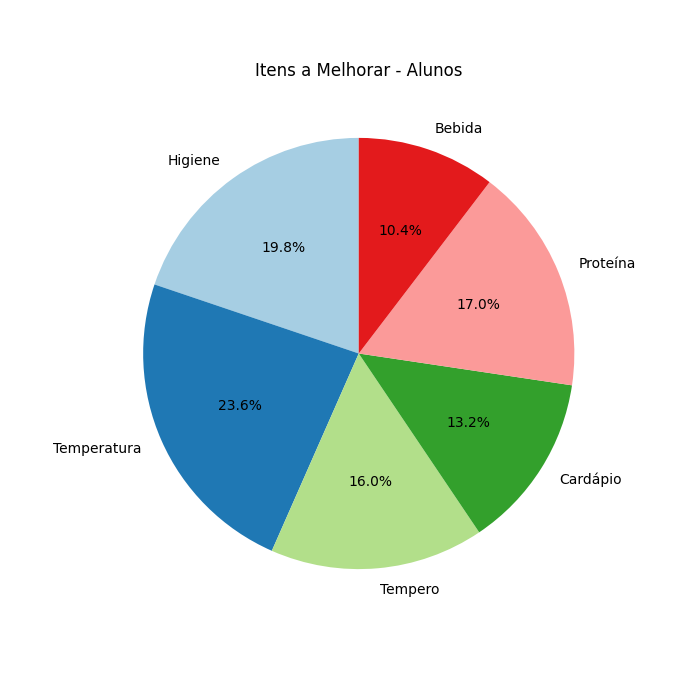 Itens a Melhorar - Alunos
Bebida
Higiene
10.4%
19.8%
Proteína
17.0%
23.6%
13.2%
Temperatura
Cardápio
16.0%
Tempero